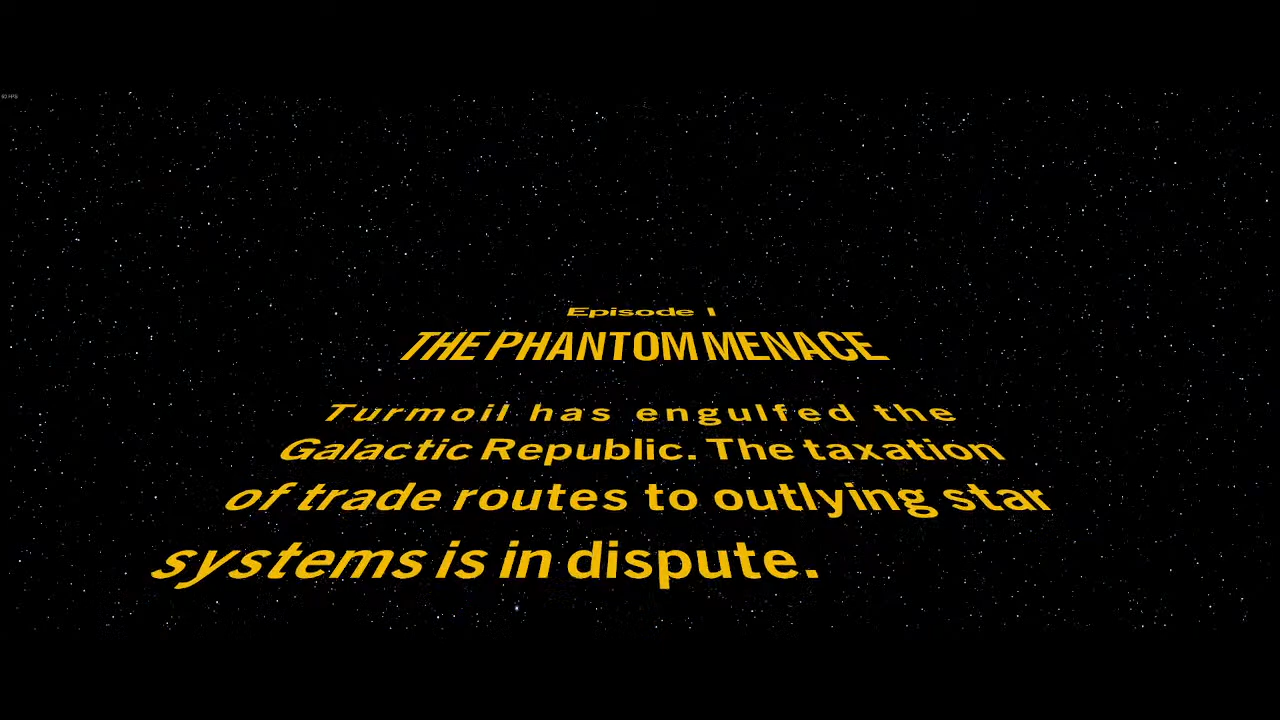 Episode I
THE PHANTOM MENACE
Turmoil has engulfed the
Galactic Republic. The taxation
of trade routes to outlying star
systems is in dispute.